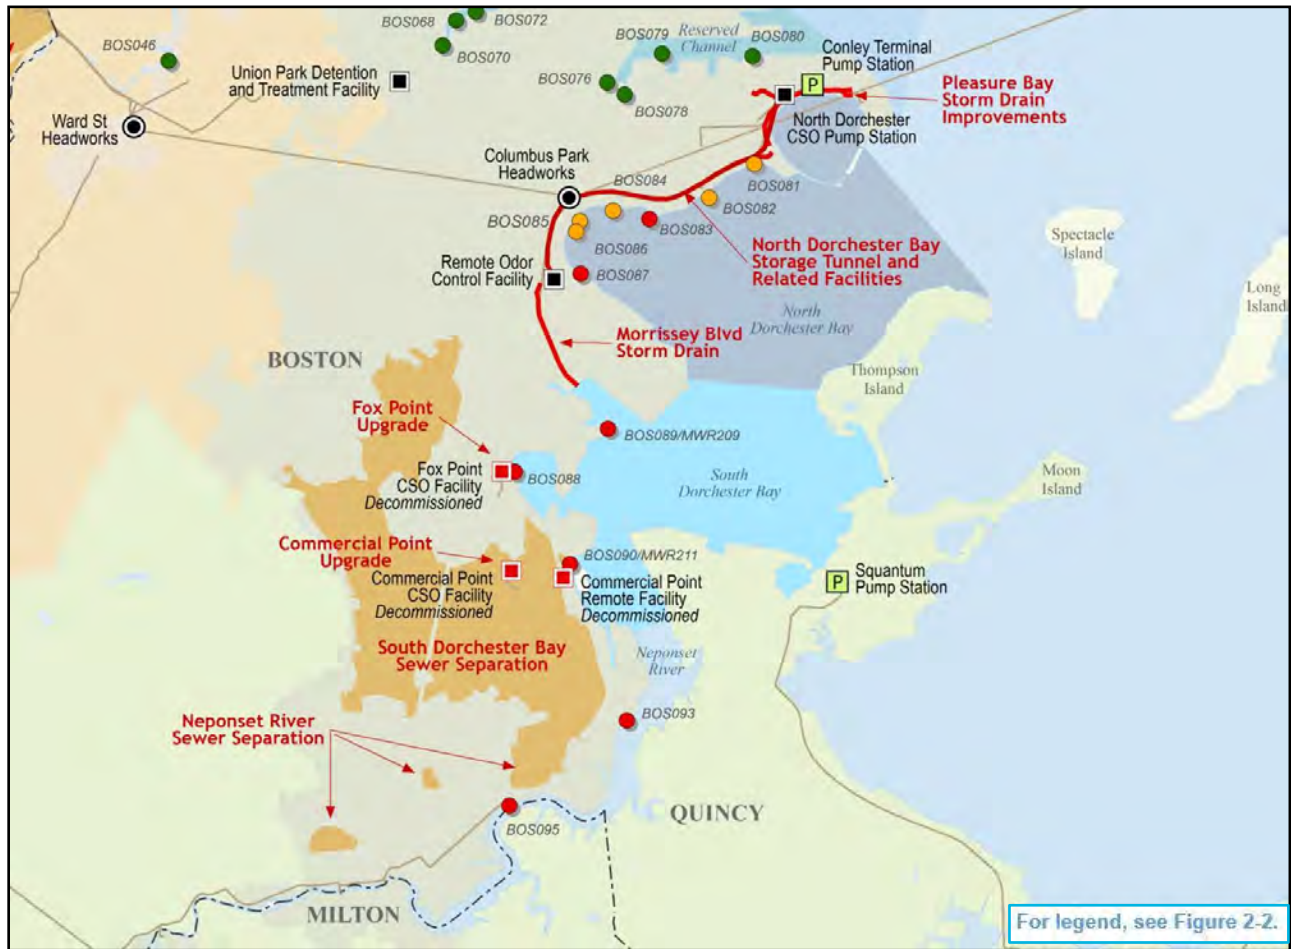 BOS068
BOS072
BOS046
BOS070
BOS079
Reserved
Channel
BOS080
Conley Terminal
Pump Station
P
Union Park Detention
and Treatment Facility
BOS076
BOS078
Pleasure Bay
Storm Drain
Improvements
Ward St
Headworks
North Dorchester
CSO Pump Station
Columbus Park
Headworks
BOS084
BOS081
BOS082
BOS085
BOS083
BOS086
Spectacle
Island
Remote Odor
Control Facility
BOS087
North Dorchester Bay
Storage Tunnel and
Related Facilities
Long
Island
North
Dorchester Bay
Morrissey Blvd
Storm Drain
BOSTON
Thompson
Island
Fox Point
Upgrade
BOS089/MWR209
Fox Point
CSO Facility
Decommissioned
BOS088
South
Dorchester Bay
Moon
Island
Commercial Point
Upgrade
BOS090/MWR211
Commercial Point
CSO Facility
Decommissioned
Commercial Point
Remote Facility
Decommissioned
P
Squantum
Pump Station
South Dorchester Bay
Sewer Separation
Neponset
River
BOS093
Neponset River
Sewer Separation
BOS095
QUINCY
MILTON
For legend, see Figure 2-2.